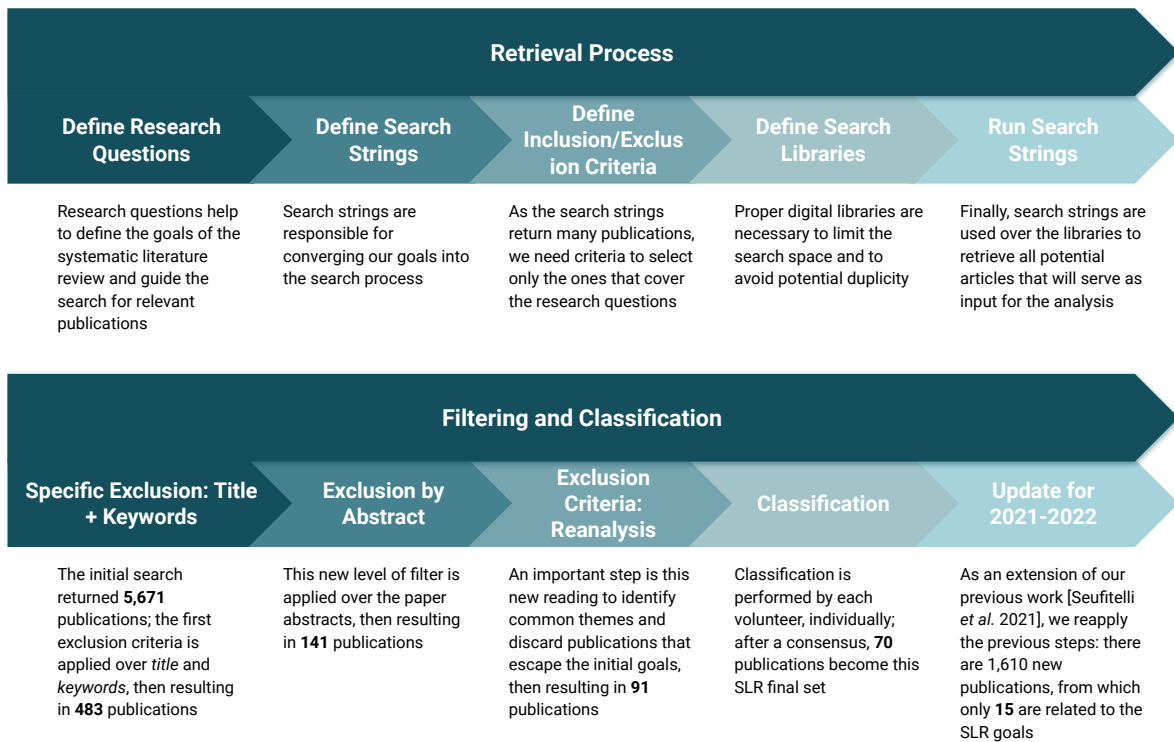 Retrieval Process
Define Research
Questions
Define Search
Strings
Define
Inclusion/Exclus
ion Criteria
Define Search
Libraries
Run Search
Strings
Research questions help
to define the goals of the
systematic literature
review and guide the
search for relevant
publications
Search strings are
responsible for
converging our goals into
the search process
As the search strings
return many publications,
we need criteria to select
only the ones that cover
the research questions
Proper digital libraries are
necessary to limit the
search space and to
avoid potential duplicity
Finally, search strings are
used over the libraries to
retrieve all potential
articles that will serve as
input for the analysis
Filtering and Classification
Specific Exclusion: Title
+ Keywords
Exclusion by
Abstract
Exclusion
Criteria:
Reanalysis
Classification
Update for
2021-2022
The initial search
returned 5,671
publications; the first
exclusion criteria is
applied over title and
keywords, then resulting
in 483 publications
This new level of filter is
applied over the paper
abstracts, then resulting
in 141 publications
An important step is this
new reading to identify
common themes and
discard publications that
escape the initial goals,
then resulting in 91
publications
Classification is
performed by each
volunteer, individually;
after a consensus, 70
publications become this
SLR final set
As an extension of our
previous work [Seufitelli
et al. 2021], we reapply
the previous steps: there
are 1,610 new
publications, from which
only 15 are related to the
SLR goals